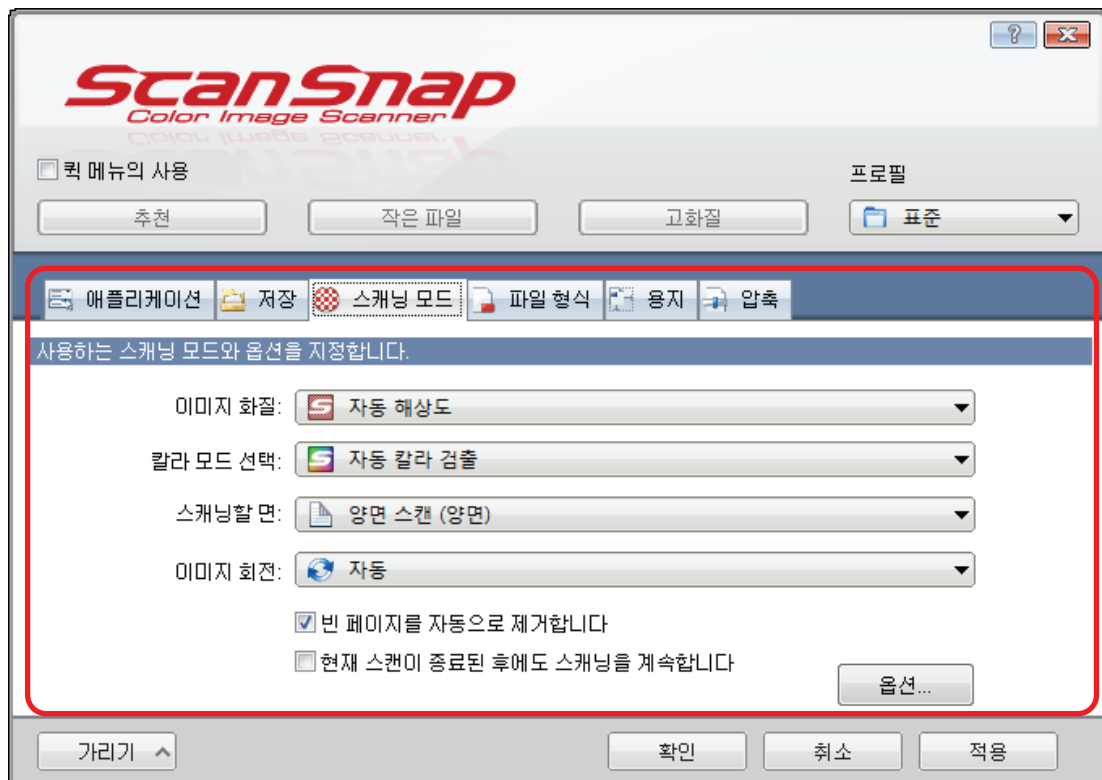 ?
ScanSnap
Color Image Scanner
퀵 메뉴의 사용
프로필
추천
작은 파일
고화질
표준
애플리케이션
저장
스캐닝 모드
파일 형식
용지
압축
사용하는 스캐닝 모드와 옵션을 지정합니다.
이미지 화질:
자동 해상도
칼라 모드 선택:
자동 칼라 검출
스캐닝할 면:
양면 스캔 (양면)
이미지 회전:
자동
빈 페이지를 자동으로 제거합니다
현재 스캔이 종료된 후에도 스캐닝을 계속합니다
옵션...
가리기
확인
취소
적용